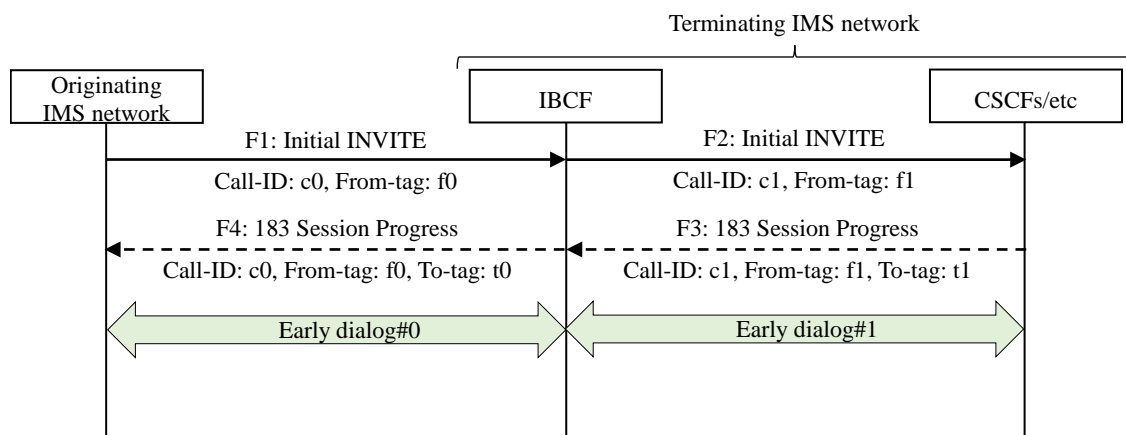 Terminating IMS network
Originating
IMS network
IBCF
CSCFs/etc
F1: Initial INVITE
F2: Initial INVITE
Call-ID: c0, From-tag: f0
Call-ID: c1, From-tag: f1
F4: 183 Session Progress
F3: 183 Session Progress
Call-ID: c0, From-tag: f0, To-tag: t0
Call-ID: c1, From-tag: f1, To-tag: t1
Early dialog#0
Early dialog#1